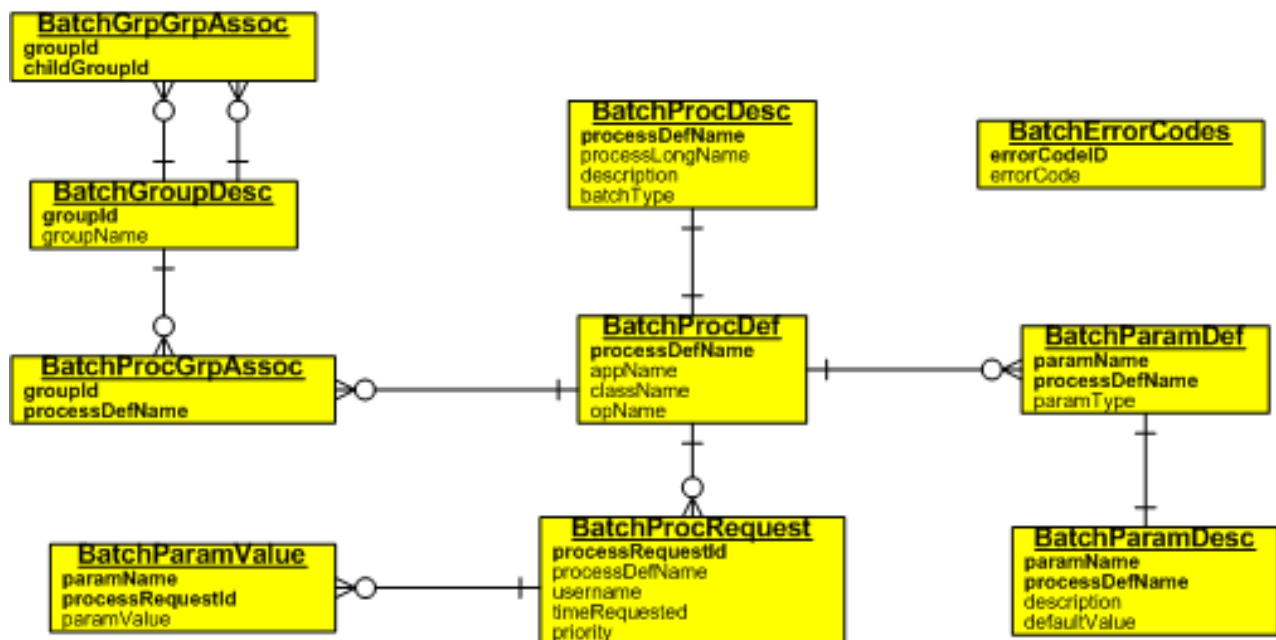 BatchGrpGrpAssoc
groupId
childGroupId
BatchProcDesc
processDefName
processLongName
description
batchType
BatchErrorCodes
errorCodeID
errorCode
BatchGroupDesc
groupId
groupName
BatchProcGrpAssoc
groupId
processDefName
BatchProcDef
processDefName
appName
className
opName
BatchParamDef
paramName
processDefName
paramType
BatchParamValue
paramName
processRequestId
paramValue
BatchProcRequest
processRequestId
processDefName
username
timeRequested
priority
BatchParamDesc
paramName
processDefName
description
defaultValue